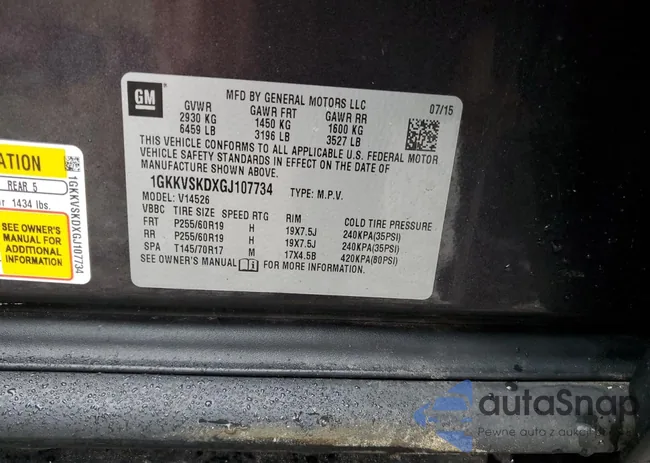 GM
MFD BY GENERAL MOTORS LLC
07/15
GVWR GAWR FRT GAWR RR
2930 KG 1450 KG 1600 KG
6459 LB 3196 LB 3527 LB
THIS VEHICLE CONFORMS TO ALL APPLICABLE U.S. FEDERAL MOTOR
VEHICLE SAFETY STANDARDS IN EFFECT ON THE DATE OF
MANUFACTURE SHOWN ABOVE.
1GKKVSKDXGJ107734 TYPE: M.P.V.
MODEL: V14526
VBBC TIRE SIZE SPEED RTG RIM COLD TIRE PRESSURE
FRT P255/60R19 H 19X7.5J 240KPA(35PSI)
RR P255/60R19 H 19X7.5J 240KPA(35PSI)
SPA T145/70R17 M 17X4.5B 420KPA(80PSI)
SEE OWNER'S MANUAL FOR MORE INFORMATION.
ATION
REAR 5
1434 lbs.
SEE OWNER'S
MANUAL FOR
ADDITIONAL
INFORMATION
1GKKVSKDXGJ107734
autoSnap
Pewne auto z aukcji